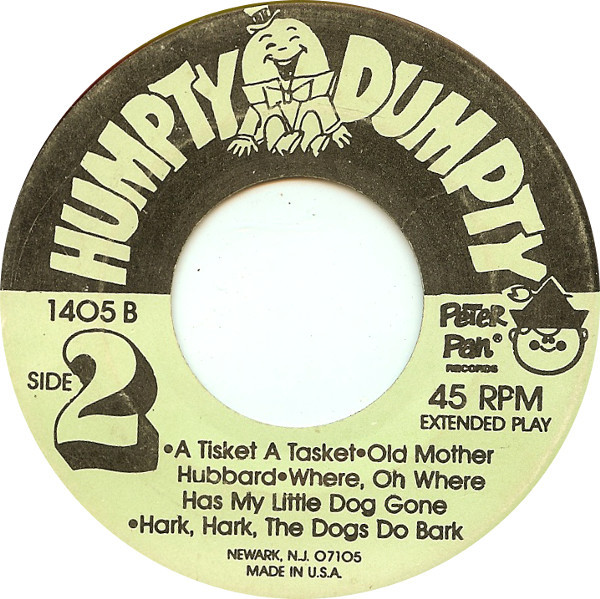 HUMPTY DUMPTY
1405 B
SIDE 2
Peter
Pan®
RECORDS
45 RPM
EXTENDED PLAY
•A Tisket A Tasket•Old Mother
Hubbard•Where, Oh Where
Has My Little Dog Gone
•Hark, Hark, The Dogs Do Bark
NEWARK, N.J. 07105
MADE IN U.S.A.